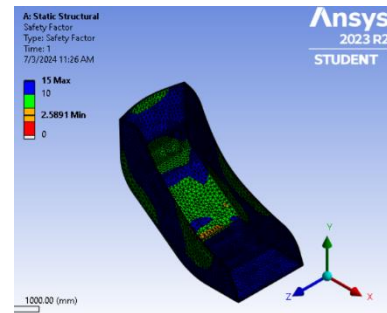 A: Static Structural
Safety Factor
Type: Safety Factor
Time: 1
7/3/2024 11:26 AM
15 Max
10
2.5891 Min
0
Ansys
2023 R2
STUDENT
Y
Z
X
1000.00 (mm)